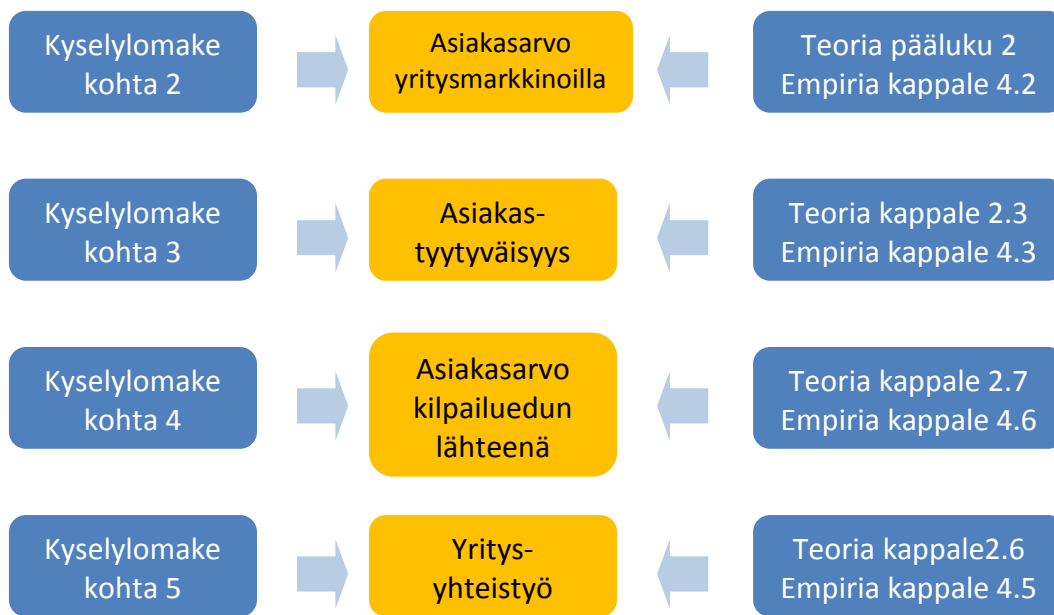 Kyselylomake
kohta 2
Asiakasarvo
yritysmarkkinoilla
Teoria pääluku 2
Empiria kappale 4.2
Kyselylomake
kohta 3
Asiakas-
tyytyväisyys
Teoria kappale 2.3
Empiria kappale 4.3
Kyselylomake
kohta 4
Asiakasarvo
kilpailuedun
lähteenä
Teoria kappale 2.7
Empiria kappale 4.6
Kyselylomake
kohta 5
Yritys-
yhteistyö
Teoria kappale2.6
Empiria kappale 4.5